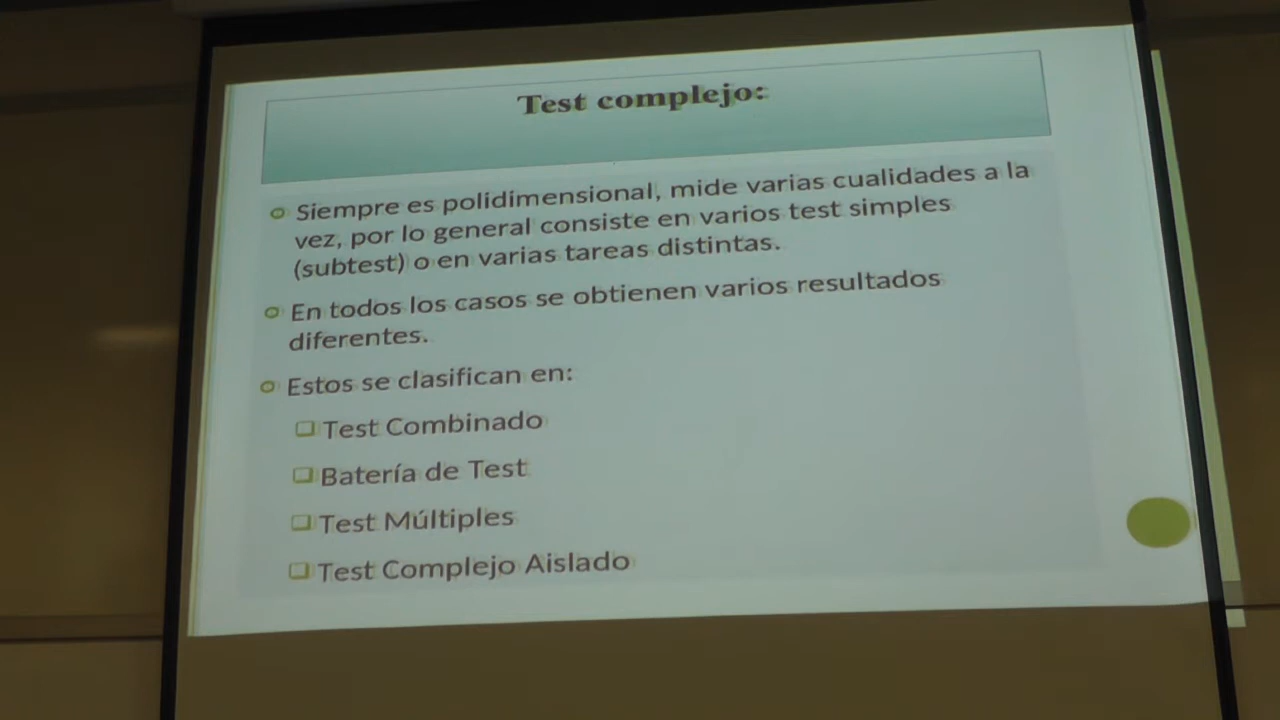 Test complejo:
Siempre es polidimensional, mide varias cualidades a la
vez, por lo general consiste en varios test simples
(subtest) o en varias tareas distintas.
En todos los casos se obtienen varios resultados
diferentes.
Estos se clasifican en:
Test Combinado
Batería de Test
Test Múltiples
Test Complejo Aislado